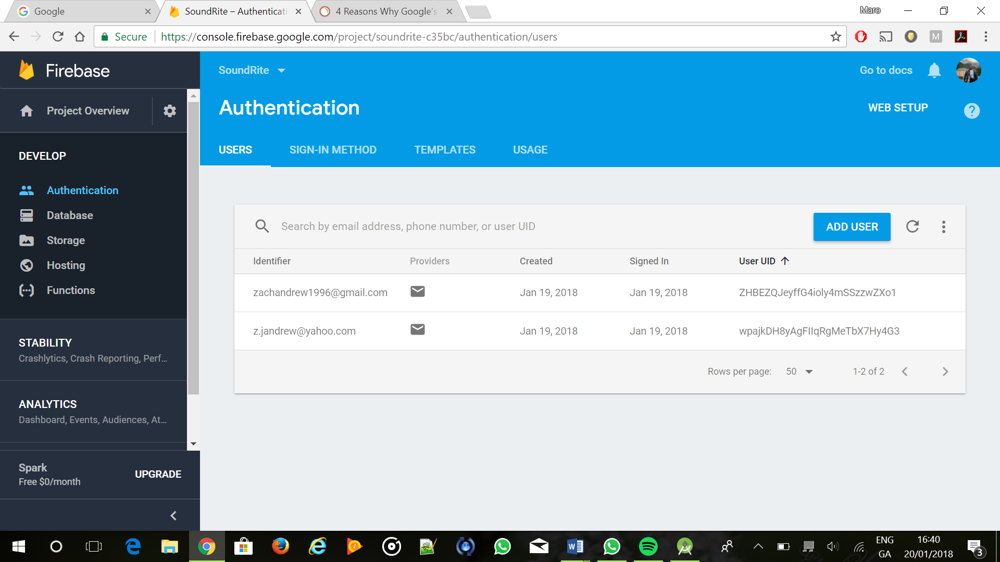 Google
SoundRite – Authenticati
4 Reasons Why Google's
Maro
Secure
https://console.firebase.google.com/project/soundrite-c35bc/authentication/users
M
Firebase
SoundRite
Go to docs
Project Overview
Authentication
WEB SETUP
?
USERS
SIGN-IN METHOD
TEMPLATES
USAGE
DEVELOP
Authentication
Database
Storage
Hosting
Functions
Search by email address, phone number, or user UID
ADD USER
Identifier Providers Created Signed In User UID
zachandrew1996@gmail.com Jan 19, 2018 Jan 19, 2018 ZHBEZQJeyffG4ioly4mSSzzwZXo1
z.jandrew@yahoo.com Jan 19, 2018 Jan 19, 2018 wpajkDH8yAgFIIqRgMeTbX7Hy4G3
Rows per page: 50 1-2 of 2
STABILITY
Crashlytics, Crash Reporting, Perf...
ANALYTICS
Dashboard, Events, Audiences, At...
Spark
Free $0/month
UPGRADE
ENG
GA
16:40
20/01/2018
3